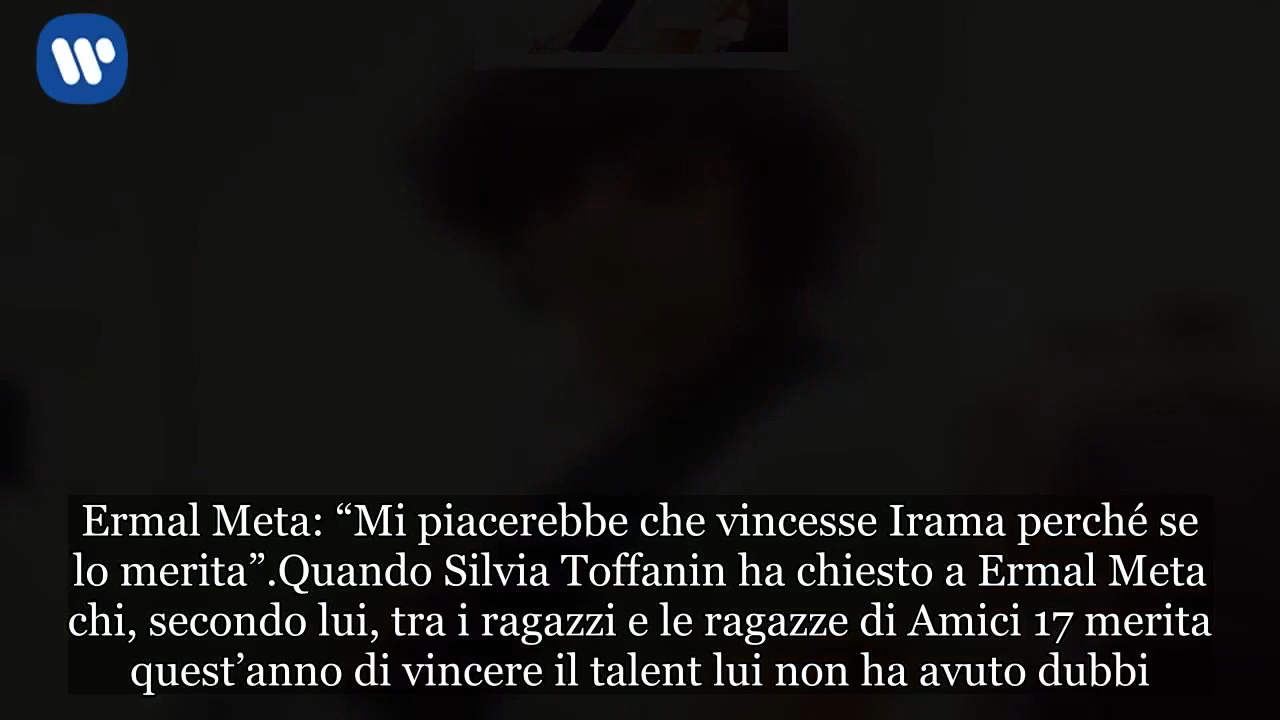 Ermal Meta: “Mi piacerebbe che vincesse Irama perché se
lo merita”.Quando Silvia Toffanin ha chiesto a Ermal Meta
chi, secondo lui, tra i ragazzi e le ragazze di Amici 17 merita
quest’anno di vincere il talent lui non ha avuto dubbi